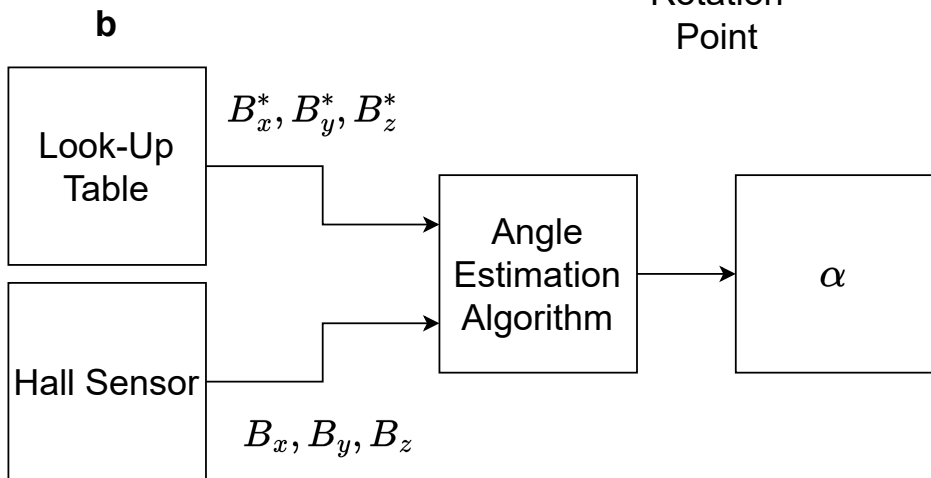 Rotation
Point
b
Look-Up
Table
B*x, B*y, B*z
Angle
Estimation
Algorithm
α
Hall Sensor
Bx, By, Bz